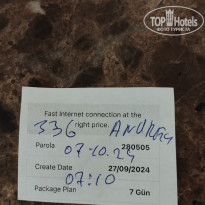 TOP HOTELS
ФОТО ТУРИСТА
Fast internet connection at the
right price.
336
Parola 280505
07-10.24
Create Date 27/09/2024
07:10
Package Plan 7 Gün